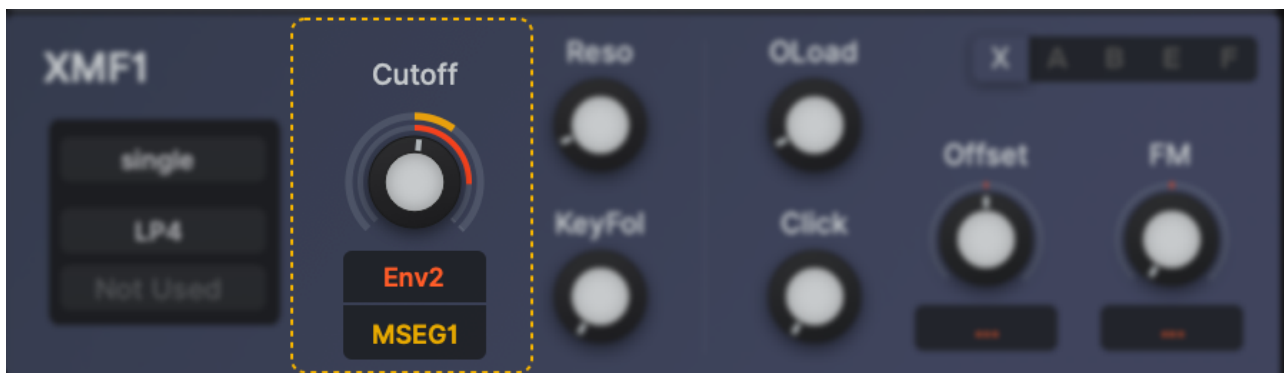 XMF1
single
LP4
Not Used
Cutoff
Env2
MSEG1
Reso
KeyFol
OLoad
Click
X A B E F
Offset
FM
---
---